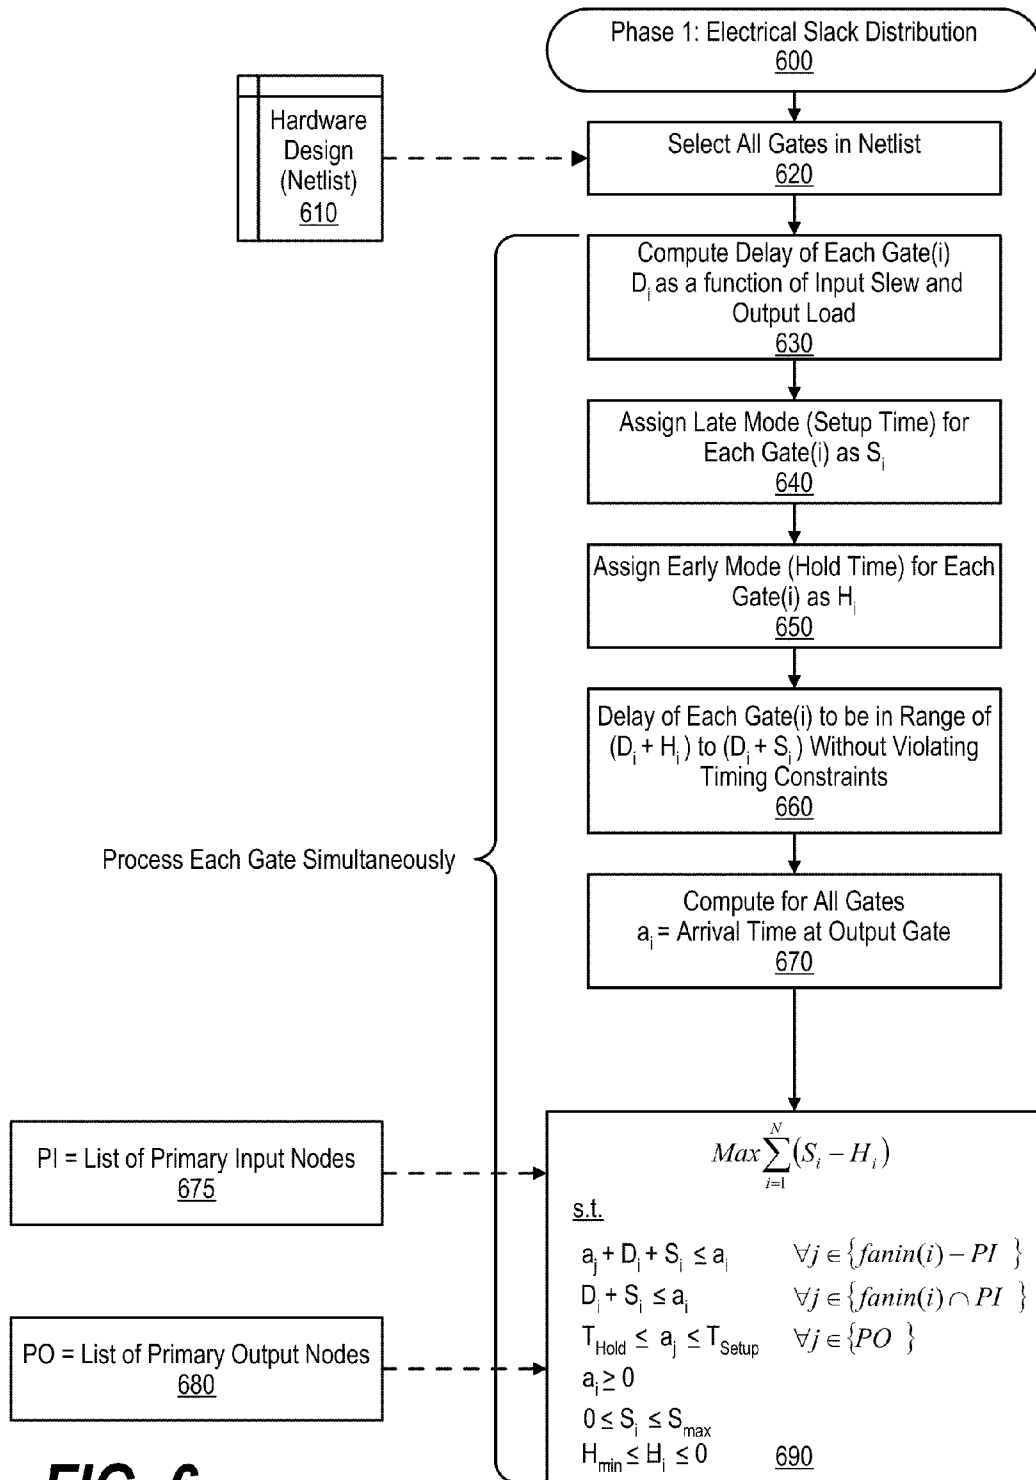 Phase 1: Electrical Slack Distribution
600
Hardware
Design
(Netlist)
610
Select All Gates in Netlist
620
Compute Delay of Each Gate(i)
D_i as a function of Input Slew and
Output Load
630
Assign Late Mode (Setup Time) for
Each Gate(i) as S_i
640
Assign Early Mode (Hold Time) for Each
Gate(i) as H_i
650
Delay of Each Gate(i) to be in Range of
(D_i + H_i) to (D_i + S_i) Without Violating
Timing Constraints
660
Process Each Gate Simultaneously
Compute for All Gates
a_i = Arrival Time at Output Gate
670
PI = List of Primary Input Nodes
675
PO = List of Primary Output Nodes
680
Max ∑_{i=1}^{N} (S_i − H_i)
s.t.
a_j + D_i + S_i ≤ a_i ∀j ∈ {fanin(i) − PI }
D_i + S_i ≤ a_i ∀j ∈ {fanin(i) ∩ PI }
T_Hold ≤ a_j ≤ T_Setup ∀j ∈ {PO }
a_i ≥ 0
0 ≤ S_i ≤ S_max
H_min ≤ H_i ≤ 0 690
FIG. 6